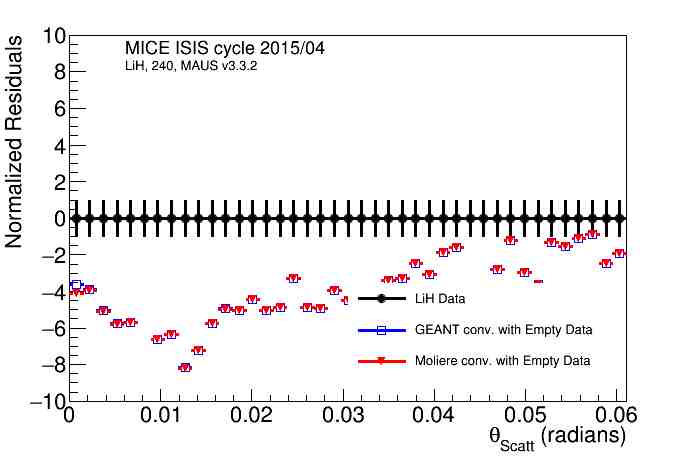 MICE ISIS cycle 2015/04
LiH, 240, MAUS v3.3.2
Normalized Residuals
10
8
6
4
2
0
−2
−4
−6
−8
−10
LiH Data
GEANT conv. with Empty Data
Moliere conv. with Empty Data
0 0.01 0.02 0.03 0.04 0.05 0.06
θScatt (radians)